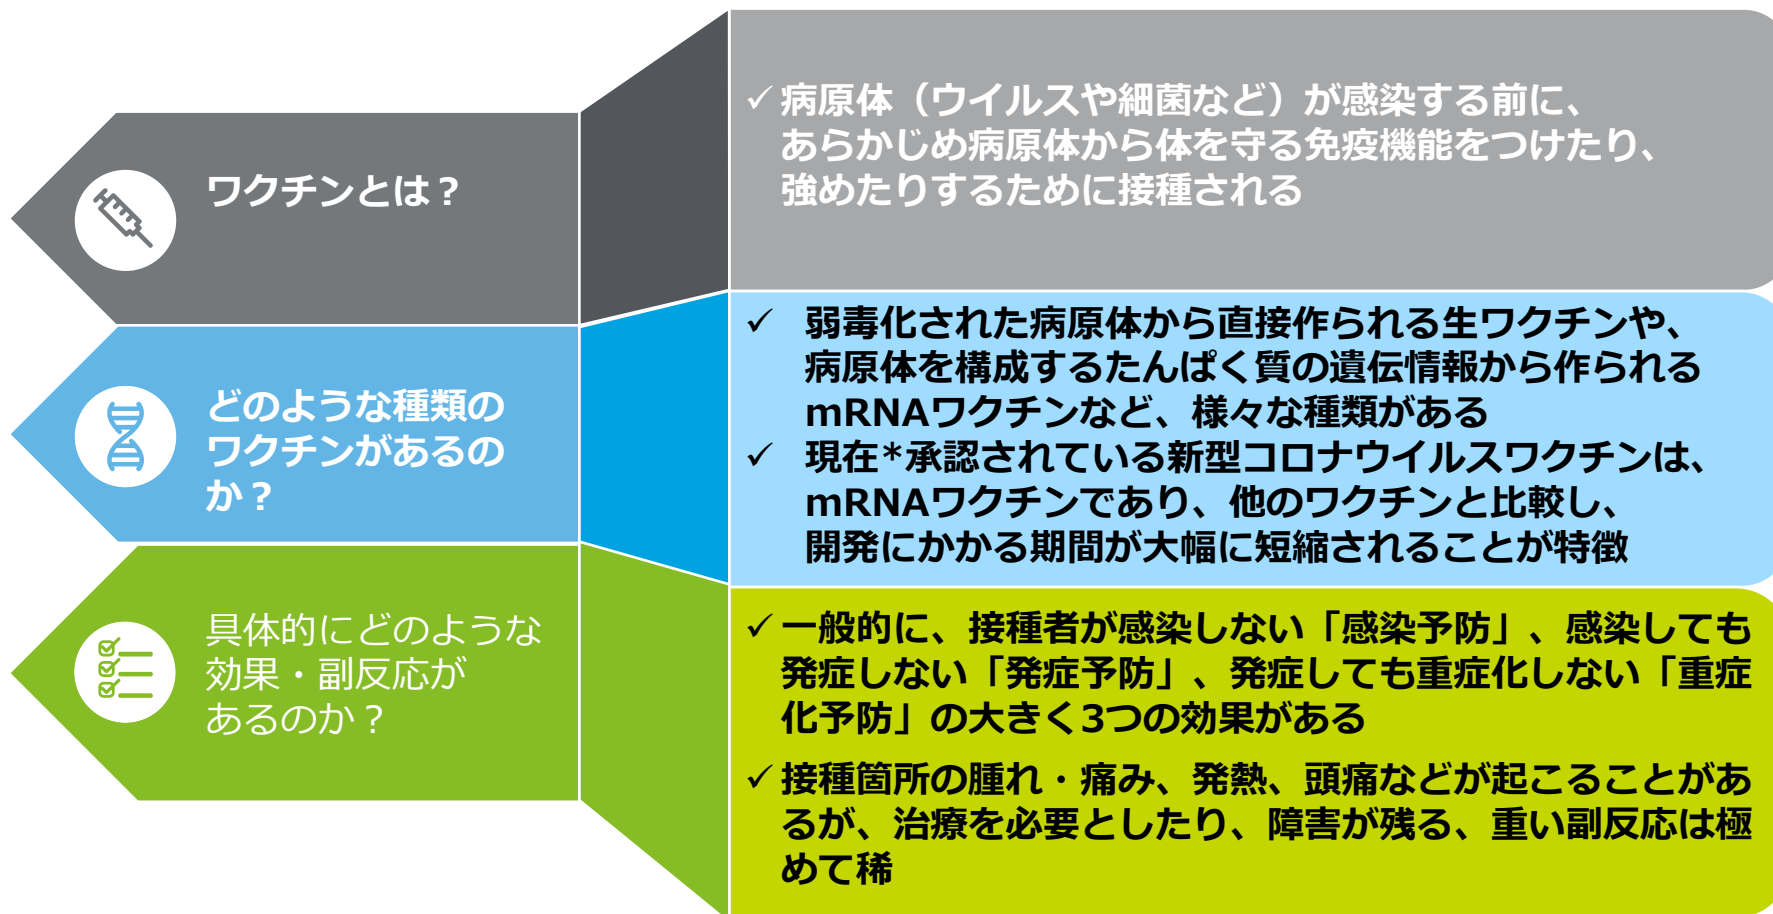 ワクチンとは？
✓病原体（ウイルスや細菌など）が感染する前に、
あらかじめ病原体から体を守る免疫機能をつけたり、
強めたりするために接種される
どのような種類の
ワクチンがあるの
か？
✓ 弱毒化された病原体から直接作られる生ワクチンや、
病原体を構成するたんぱく質の遺伝情報から作られる
mRNAワクチンなど、様々な種類がある
✓ 現在*承認されている新型コロナウイルスワクチンは、
mRNAワクチンであり、他のワクチンと比較し、
開発にかかる期間が大幅に短縮されることが特徴
具体的にどのような
効果・副反応が
あるのか？
✓一般的に、接種者が感染しない「感染予防」、感染しても
発症しない「発症予防」、発症しても重症化しない「重症
化予防」の大きく3つの効果がある
✓接種箇所の腫れ・痛み、発熱、頭痛などが起こることがあ
るが、治療を必要としたり、障害が残る、重い副反応は極
めて稀